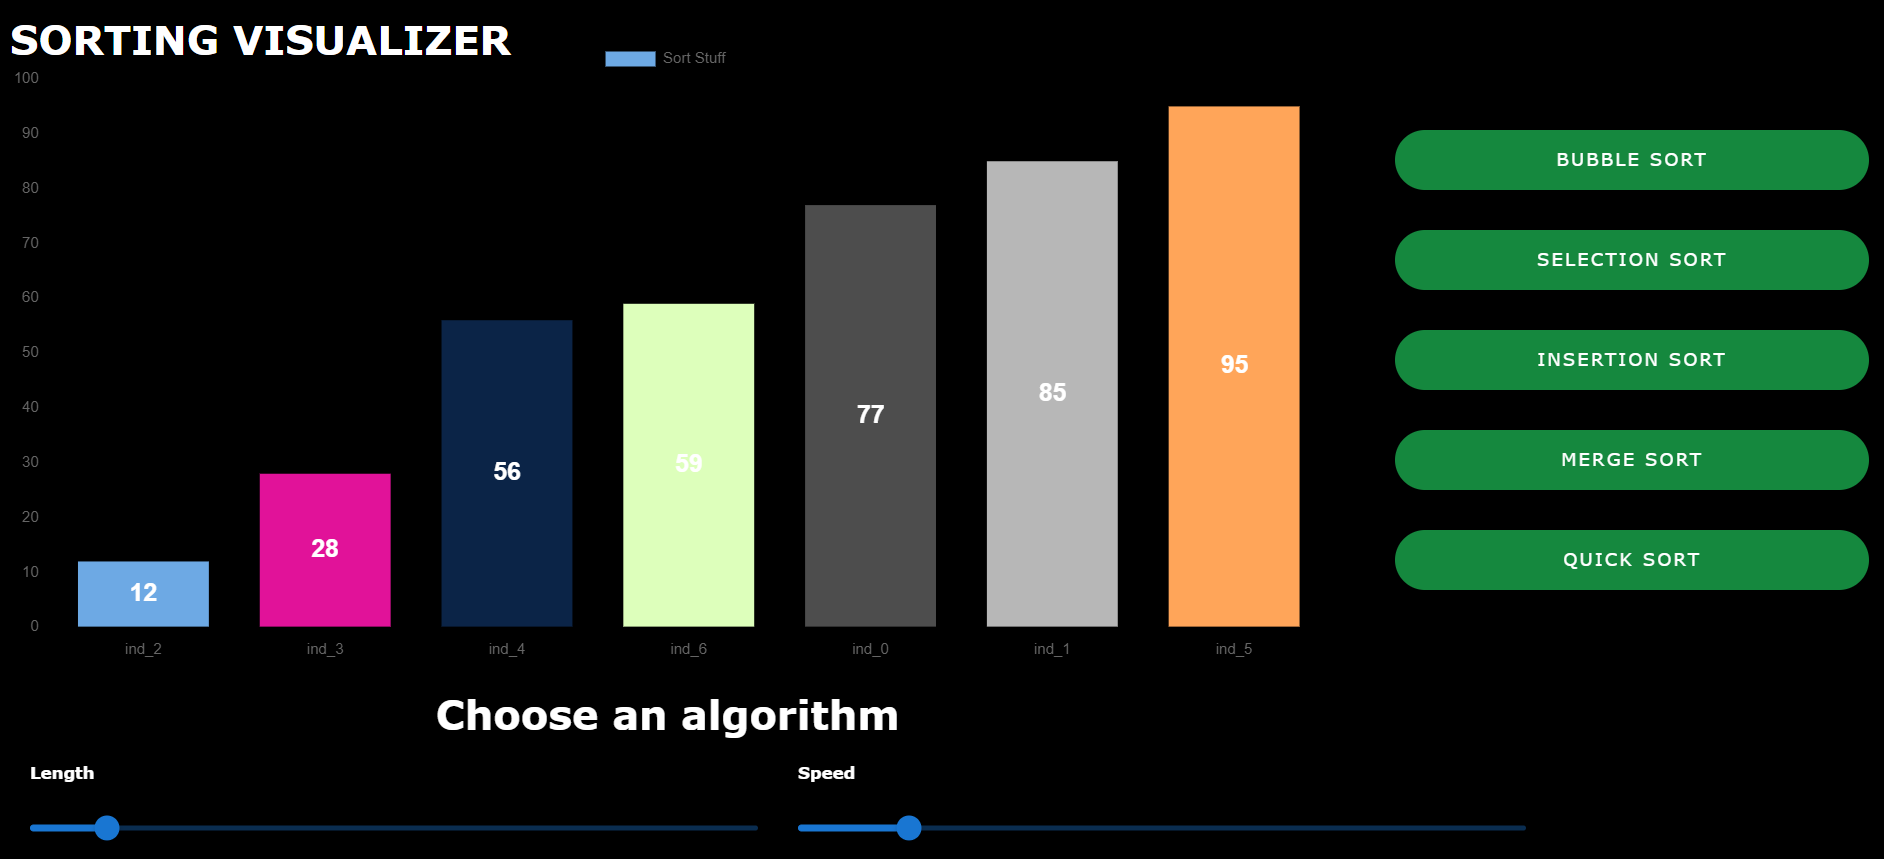 SORTING VISUALIZER
Sort Stuff
100
90
80
70
60
50
40
30
20
10
0
12
28
56
59
77
85
95
ind_2
ind_3
ind_4
ind_6
ind_0
ind_1
ind_5
BUBBLE SORT
SELECTION SORT
INSERTION SORT
MERGE SORT
QUICK SORT
Choose an algorithm
Length
Speed